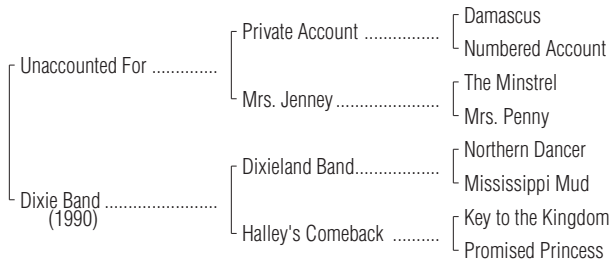 Damascus
Private Account ................
Numbered Account
Unaccounted For ..............
The Minstrel
Mrs. Jenney......................
Mrs. Penny
Northern Dancer
Dixieland Band..................
Mississippi Mud
Dixie Band ........................
(1990)
Key to the Kingdom
Halley's Comeback ..........
Promised Princess